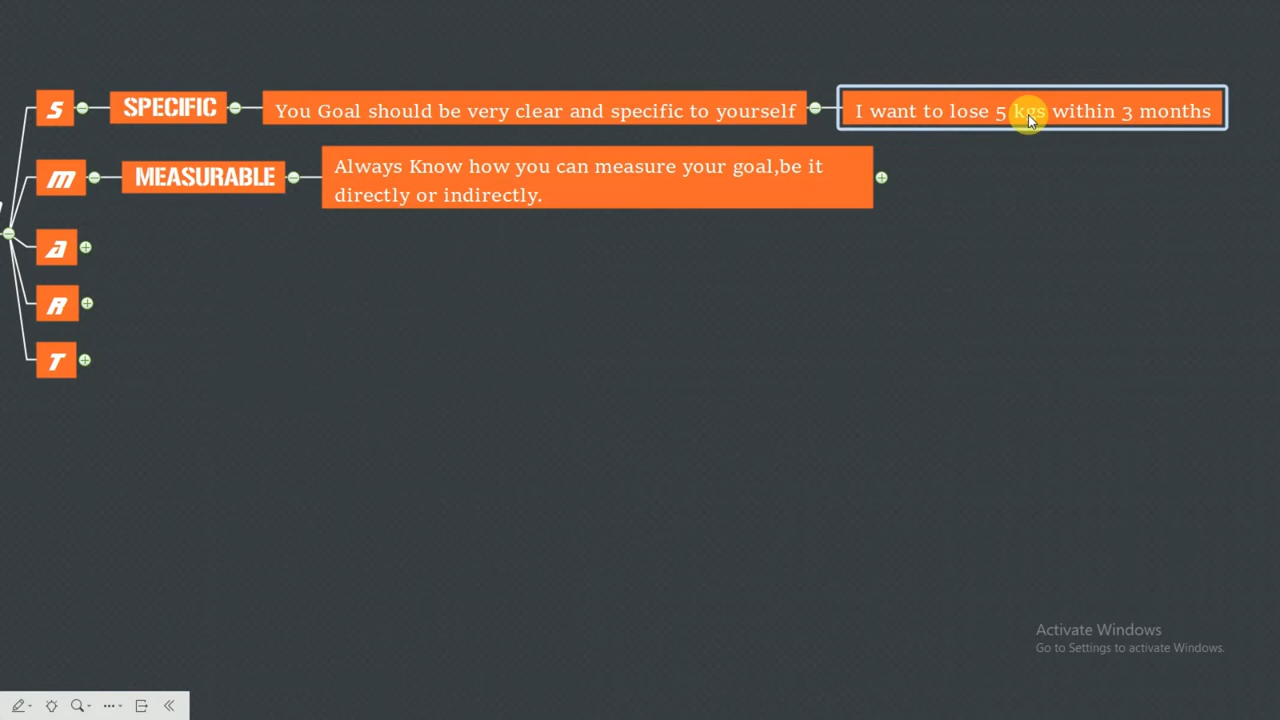 S
SPECIFIC
You Goal should be very clear and specific to yourself
I want to lose 5 kgs within 3 months
M
MEASURABLE
Always Know how you can measure your goal,be it
directly or indirectly.
A
R
T
Activate Windows
Go to Settings to activate Windows.